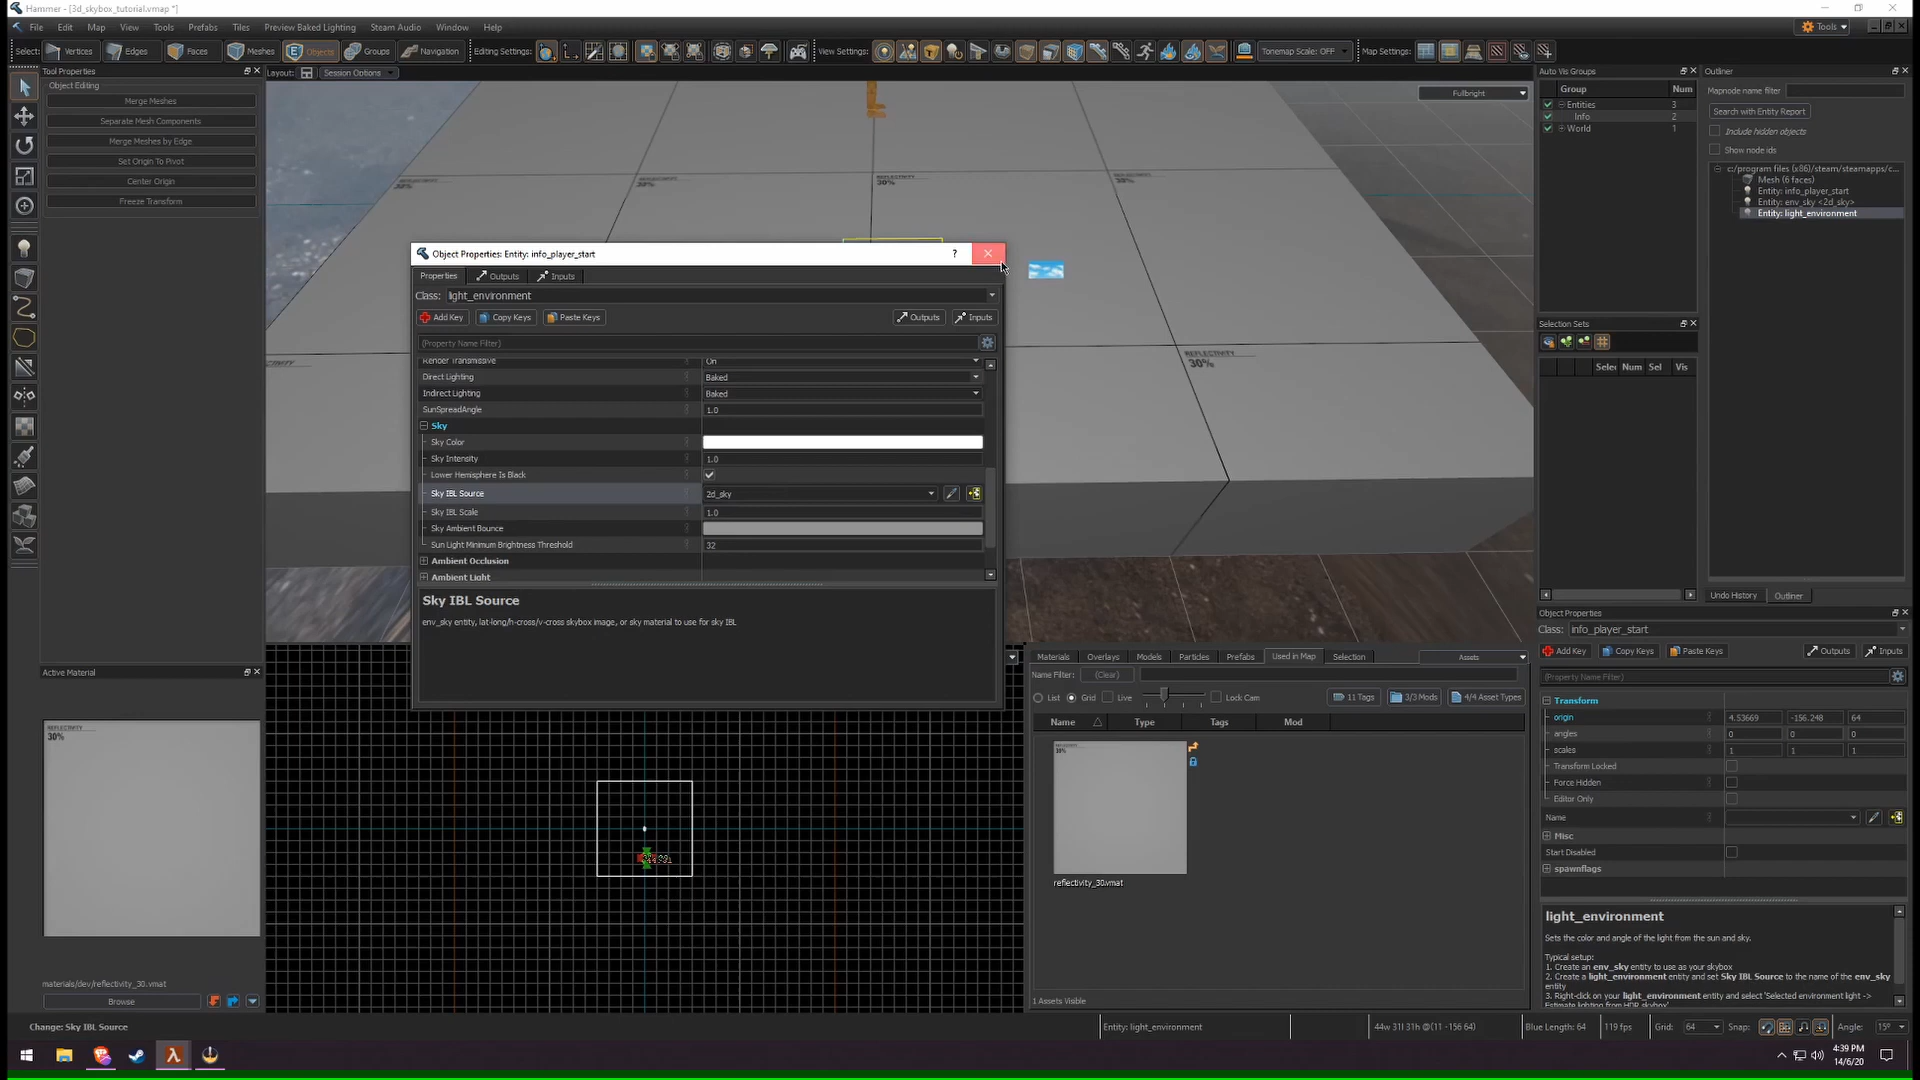 Hammer - [3d_skybox_tutorial.vmap *]
File Edit Map View Tools Prefabs Preview Baked Lighting Steam Audio Window Help
Tools
Select: Vertices Edges Faces Meshes Objects Groups Navigation Editing Settings: View Settings: Tonemap Scale: OFF Map Settings:
Tool Properties
Layout: Session Options
Object Editing
Merge Meshes
Separate Mesh Components
Merge Meshes by Edge
Set Origin To Pivot
Center Origin
Freeze Transform
Fullbright
REFLECTIVITY
30%
REFLECTIVITY
30%
Object Properties: Entity: info_player_start
?
Properties Outputs Inputs
Class: light_environment
Add Key Copy Keys Paste Keys Outputs Inputs
(Property Name Filter)
Render Transmissive On
Direct Lighting Baked
Indirect Lighting Baked
SunSpreadAngle 1.0
Sky
Sky Color
Sky Intensity 1.0
Lower Hemisphere Is Black
Sky IBL Source 2d_sky
Sky IBL Scale 1.0
Sky Ambient Bounce
Sun Light Minimum Brightness Threshold 32
Ambient Occlusion
Ambient Light
Sky IBL Source
env_sky entity, lat-long/h-cross/v-cross skybox image, or sky material to use for sky IBL
Auto Vis Groups
Group Num
Entities 3
Info 2
World 1
Selection Sets
Selec Num Sel Vis
Outliner
Mapnode name filter
Search with Entity Report
Include hidden objects
Show node ids
c:/program files (x86)/steam/steamapps/c...
Mesh (6 faces)
Entity: info_player_start
Entity: env_sky <2d_sky>
Entity: light_environment
Undo History Outliner
Object Properties
Class: info_player_start
Add Key Copy Keys Paste Keys Outputs Inputs
(Property Name Filter)
Transform
origin 4.53669 -156.248 64
angles 0 0 0
scales 1 1 1
Transform Locked
Force Hidden
Editor Only
Name
Misc
Start Disabled
spawnflags
light_environment
Sets the color and angle of the light from the sun and sky.
Typical setup:
1. Create an env_sky entity to use as your skybox
2. Create a light_environment entity and set Sky IBL Source to the name of the env_sky
entity
3. Right-click on your light_environment entity and select 'Selected environment light ->
Estimate lighting from HDR skybox'
Materials Overlays Models Particles Prefabs Used in Map Selection Assets
Name Filter: (Clear)
List Grid Live Lock Cam 11 Tags 3/3 Mods 4/4 Asset Types
Name Type Tags Mod
REFLECTIVITY
30%
reflectivity_30.vmat
1 Assets Visible
Active Material
REFLECTIVITY
30%
materials/dev/reflectivity_30.vmat
Browse
Change: Sky IBL Source
Entity: light_environment
44w 31l 31h @(11 -156 64)
Blue Length: 64
119 fps
Grid: 64
Snap:
Angle: 15°
4:39 PM
14/6/20